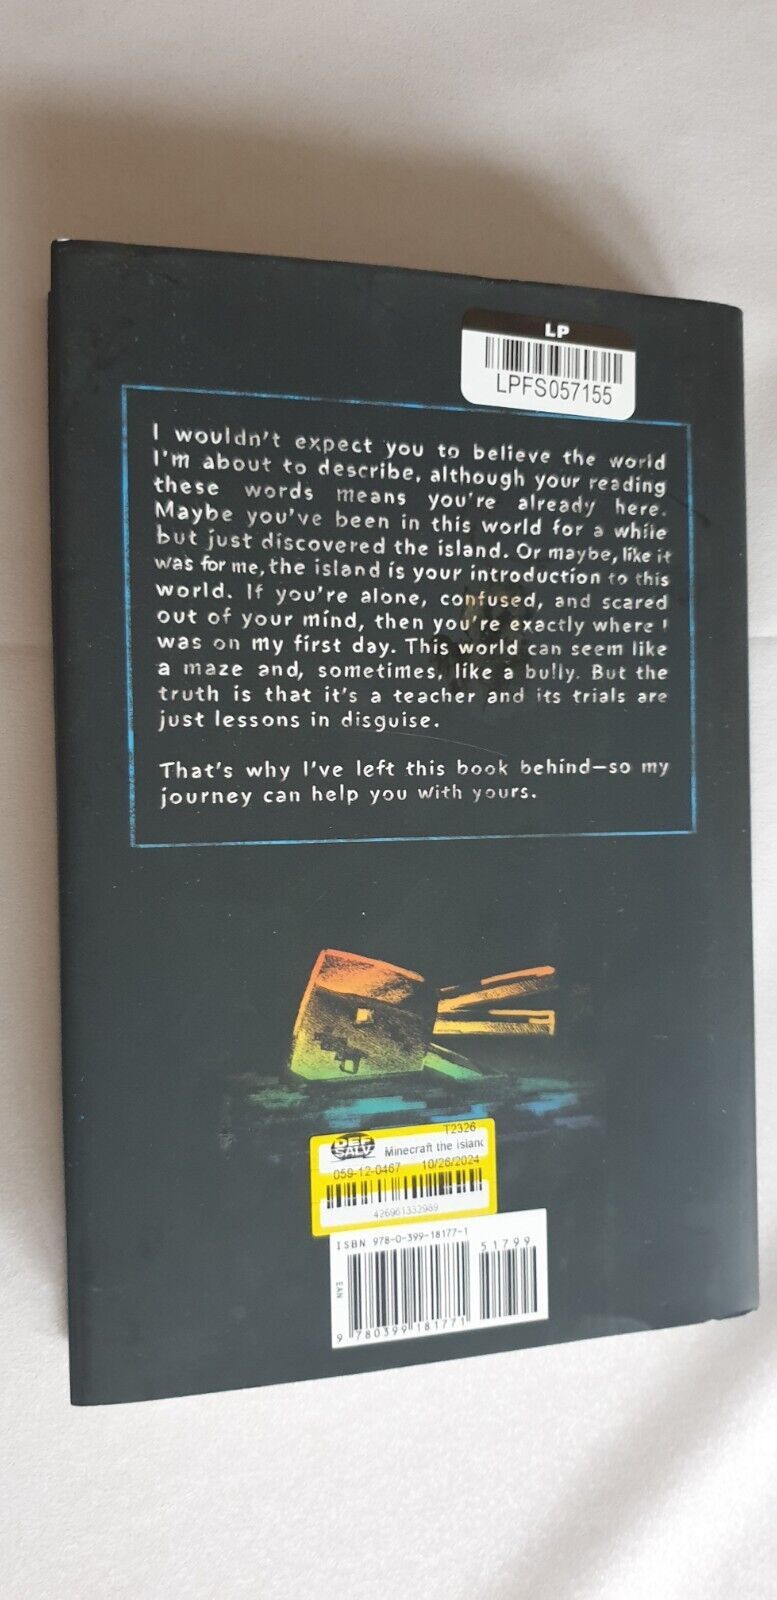 LP
LPFS057155
I wouldn't expect you to believe the world
I'm about to describe, although your reading
these words means you're already here.
Maybe you've been in this world for a while
but just discovered the island. Or maybe, like it
was for me, the island is your introduction to this
world. If you're alone, confused, and scared
out of your mind, then you're exactly where I
was on my first day. This world can seem like
a maze and, sometimes, like a bully. But the
truth is that it's a teacher and its trials are
just lessons in disguise.
That's why I've left this book behind—so my
journey can help you with yours.
T2326
DEF SALV Minecraft the island
059-12-0467 10/26/2024
426961332989
ISBN 978-0-399-18177-1
51799
EAN
9 780399 181771